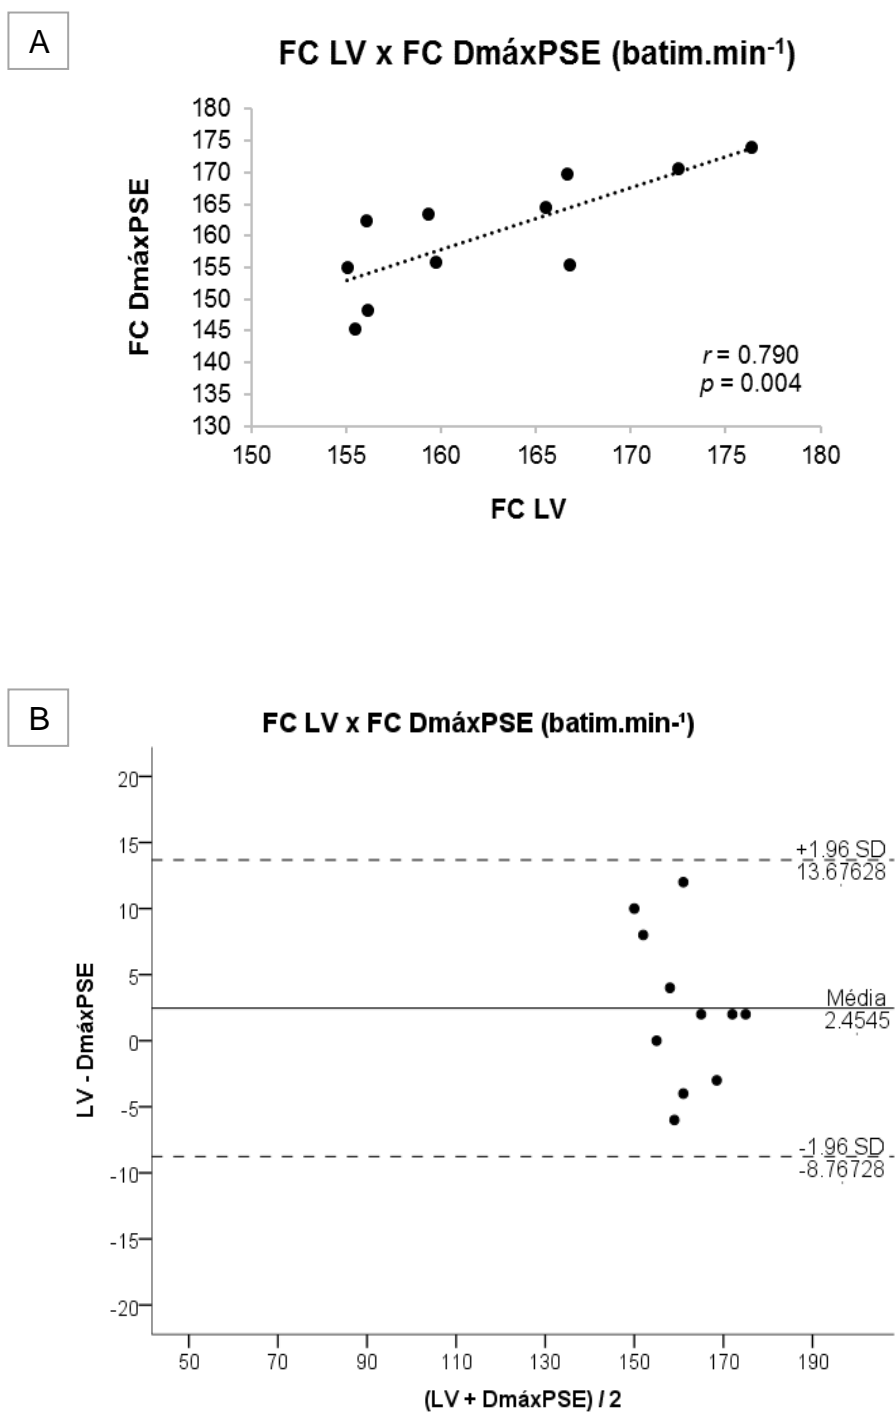 A
FC LV x FC DmáxPSE (batim.min-1)
180
175
170
165
160
155
150
145
140
135
130
FC DmáxPSE
r = 0.790
p = 0.004
150 155 160 165 170 175 180
FC LV
B
FC LV x FC DmáxPSE (batim.min-1)
20
15
10
5
0
-5
-10
-15
-20
LV - DmáxPSE
+1.96 SD
13.67628
Média
2.4545
-1.96 SD
-8.76728
50 70 90 110 130 150 170 190
(LV + DmáxPSE) / 2